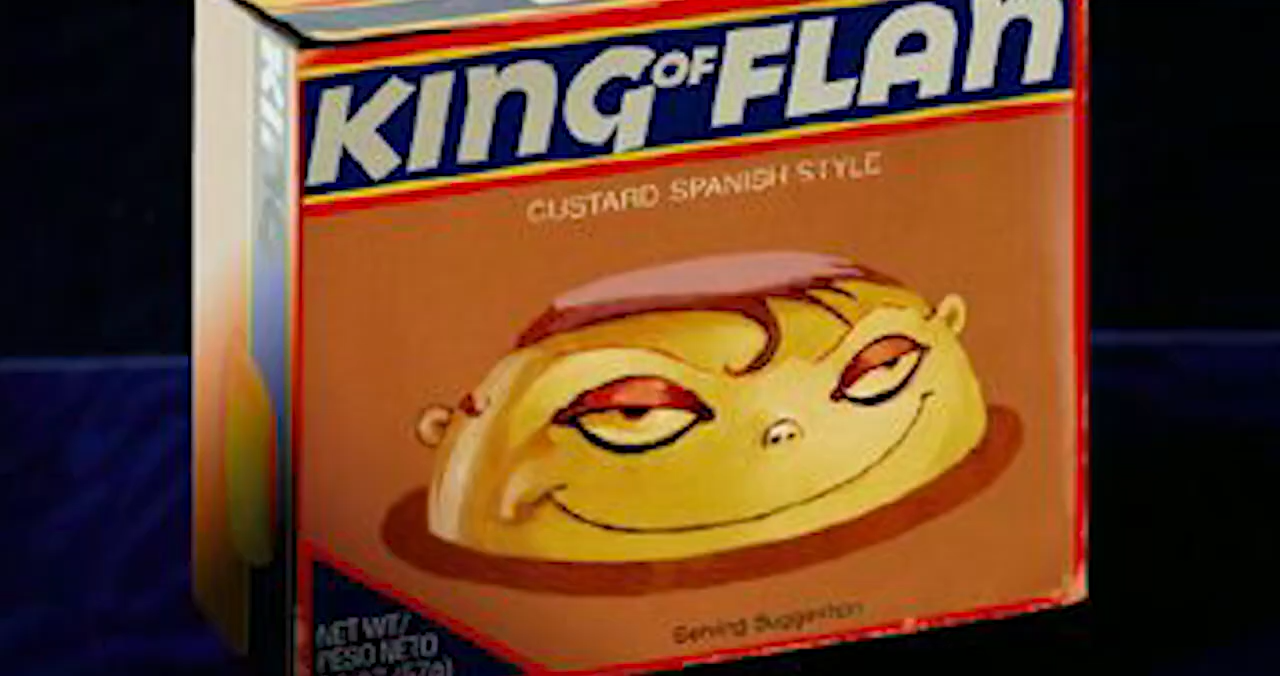 KING OF FLAN
CUSTARD SPANISH STYLE
Serving Suggestion
NET WT/
PESO NETO